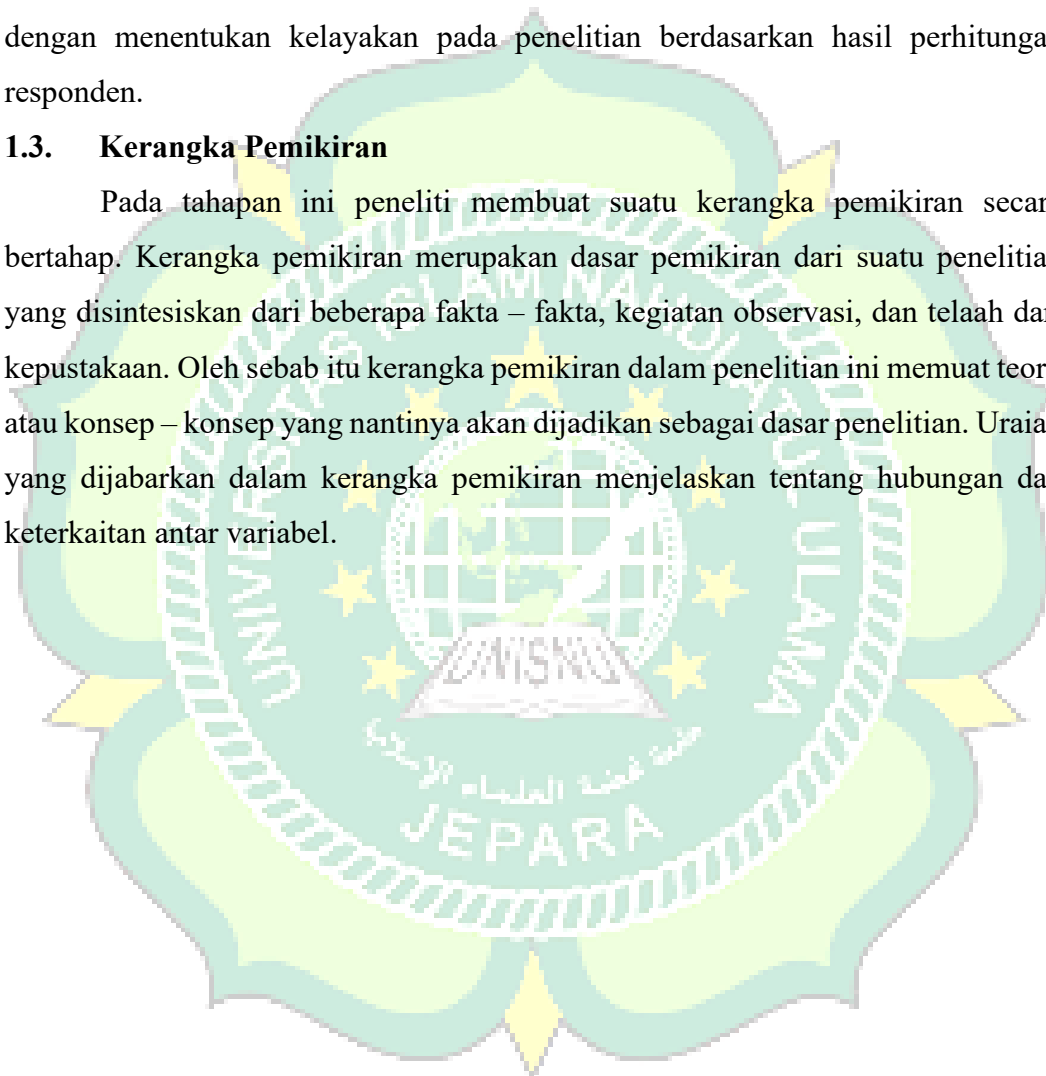 dengan menentukan kelayakan pada penelitian berdasarkan hasil perhitunga
responden.
1.3. Kerangka Pemikiran
Pada tahapan ini peneliti membuat suatu kerangka pemikiran secar
bertahap. Kerangka pemikiran merupakan dasar pemikiran dari suatu penelitia
yang disintesiskan dari beberapa fakta – fakta, kegiatan observasi, dan telaah dar
kepustakaan. Oleh sebab itu kerangka pemikiran dalam penelitian ini memuat teor
atau konsep – konsep yang nantinya akan dijadikan sebagai dasar penelitian. Uraia
yang dijabarkan dalam kerangka pemikiran menjelaskan tentang hubungan da
keterkaitan antar variabel.
UNIVERSITAS ISLAM NAHDLATUL ULAMA
UNISNU
JEPARA